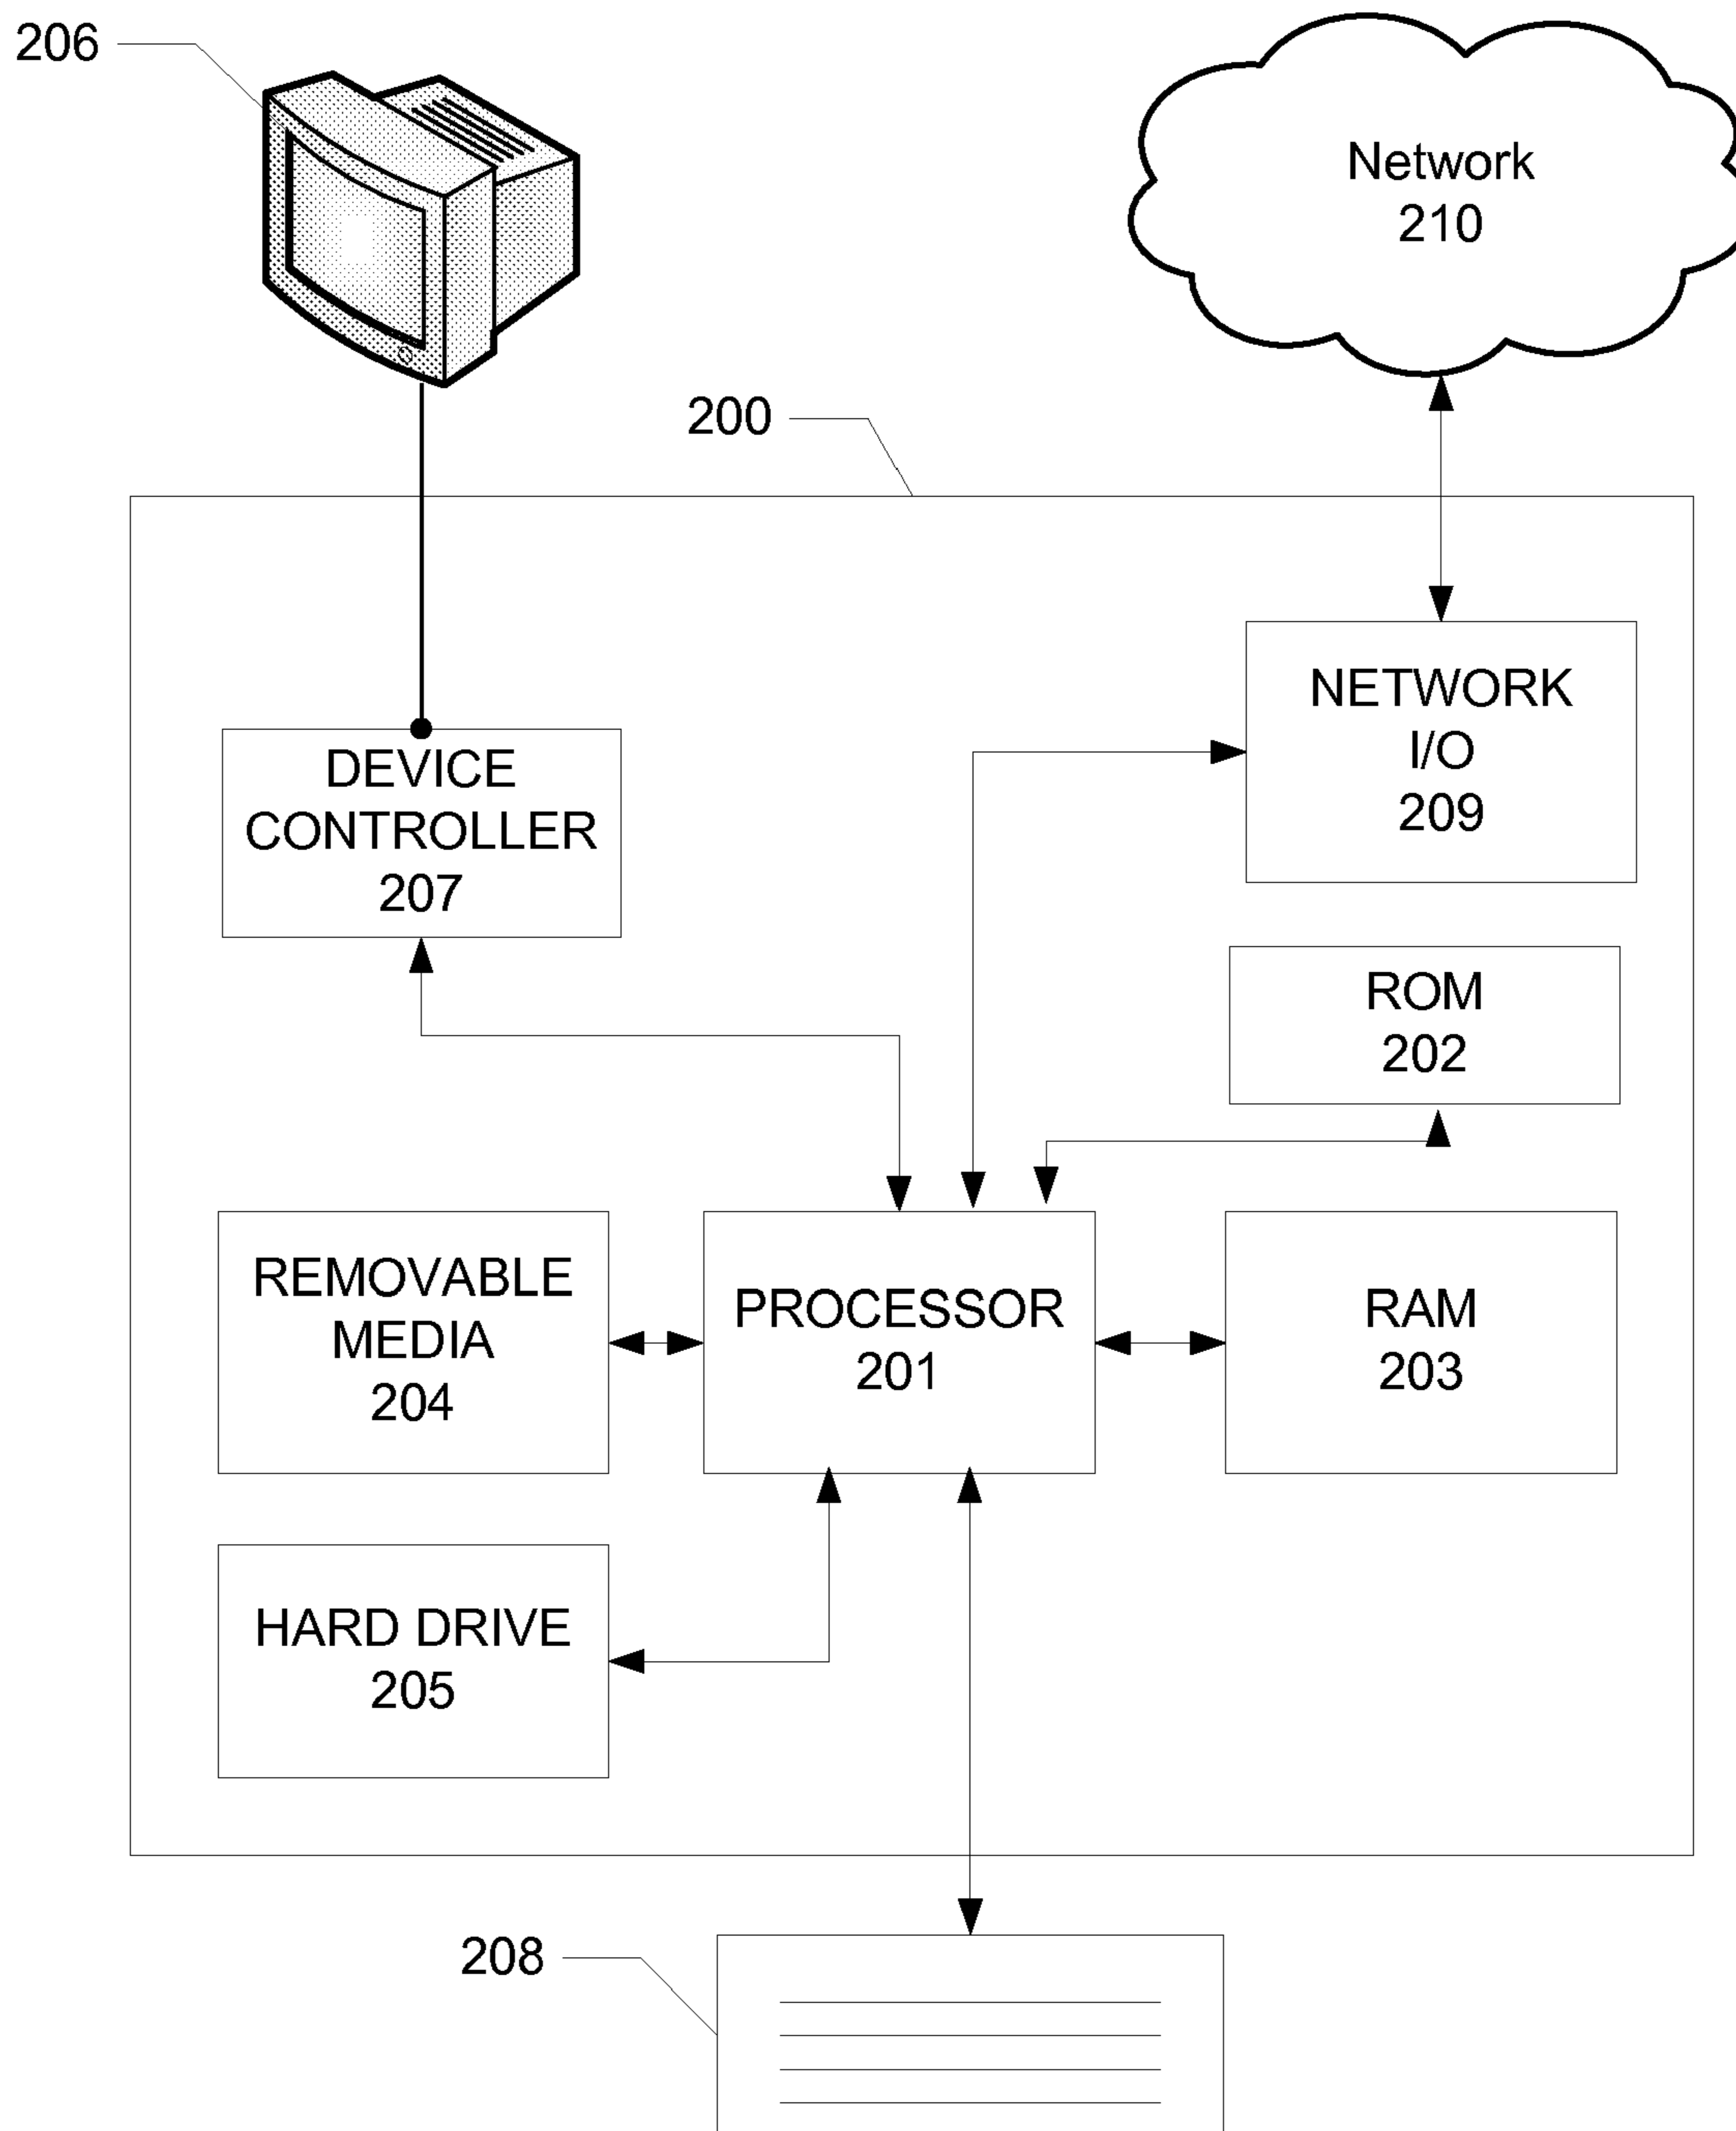 206
Network
210
200
NETWORK
I/O
209
DEVICE
CONTROLLER
207
ROM
202
REMOVABLE
MEDIA
204
PROCESSOR
201
RAM
203
HARD DRIVE
205
208